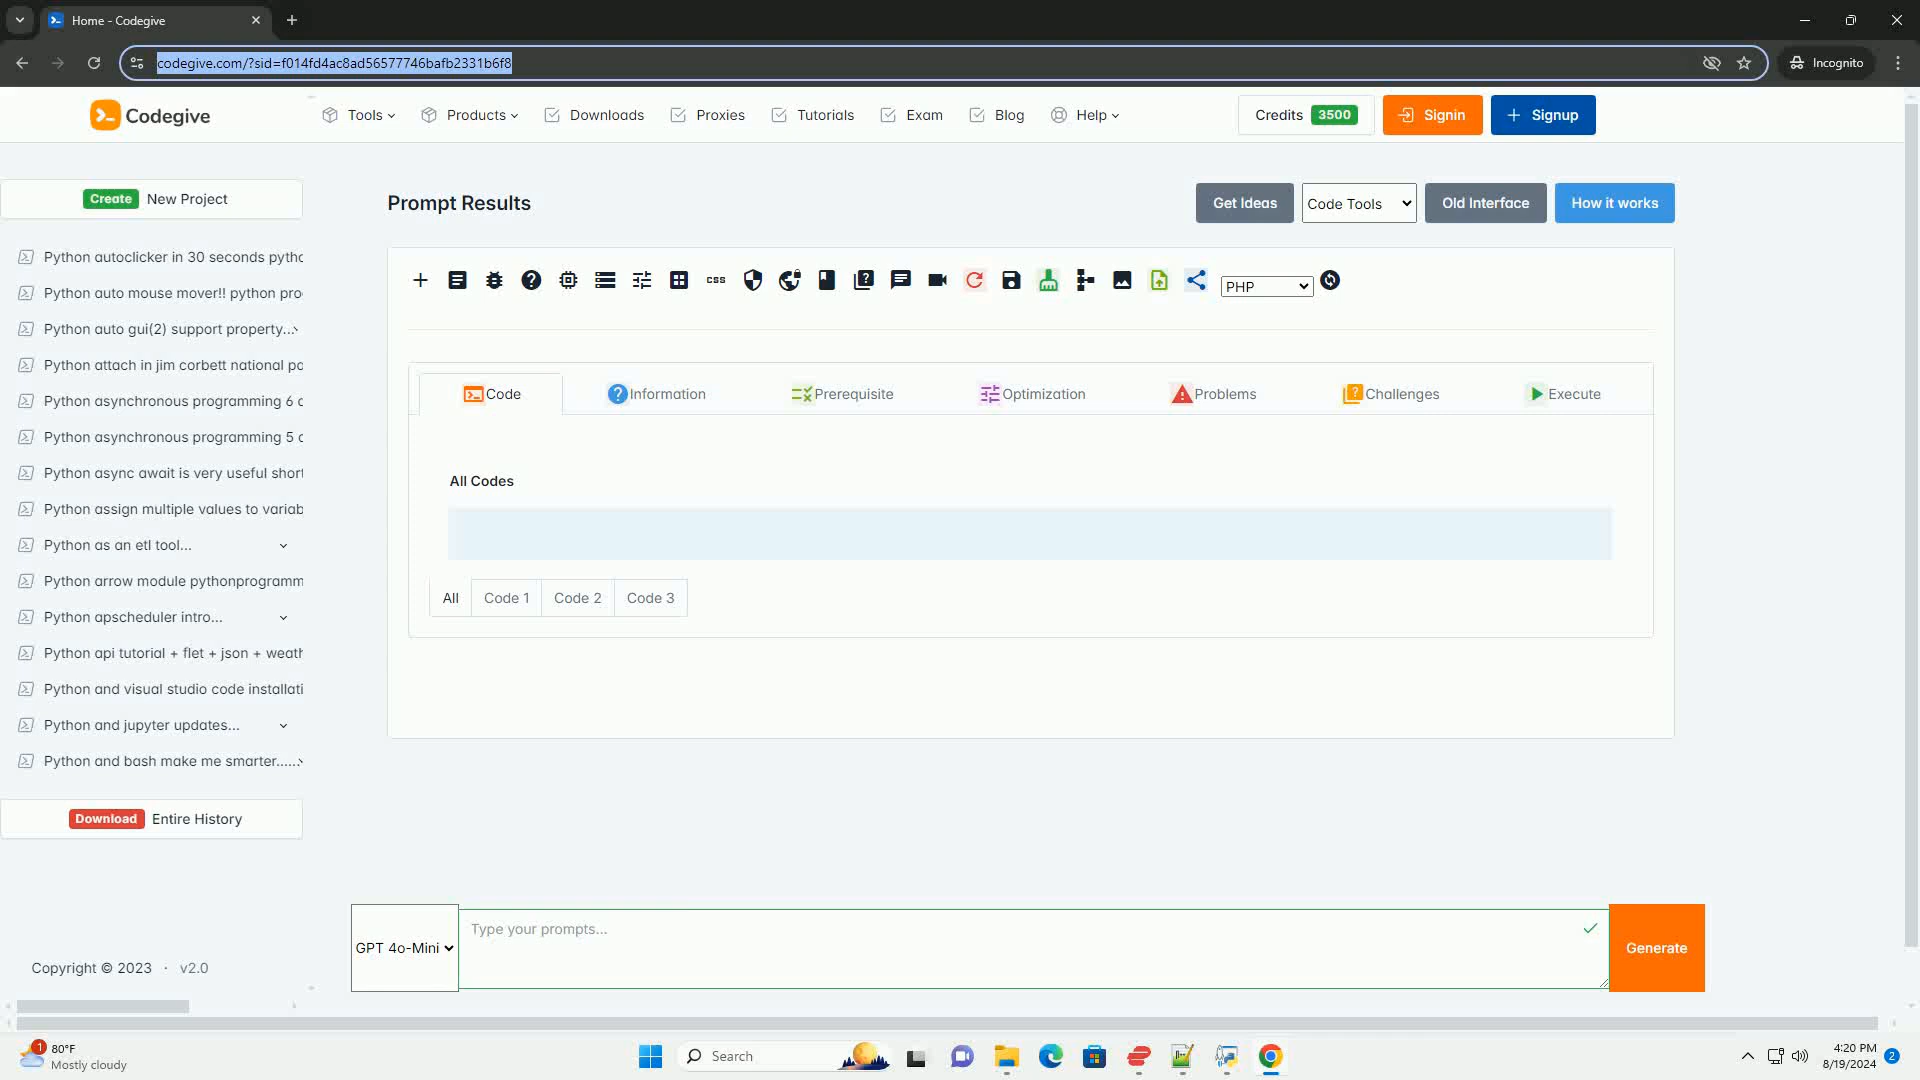 Home - Codegive
codegive.com/?sid=f014fd4ac8ad56577746bafb2331b6f8
Incognito
Codegive
Tools
Products
Downloads
Proxies
Tutorials
Exam
Blog
Help
Credits 3500
Signin
Signup
Create New Project
Python autoclicker in 30 seconds pytho
Python auto mouse mover!! python pro
Python auto gui(2) support property...
Python attach in jim corbett national pa
Python asynchronous programming 6 c
Python asynchronous programming 5 c
Python async await is very useful short
Python assign multiple values to variab
Python as an etl tool...
Python arrow module pythonprogramm
Python apscheduler intro...
Python api tutorial + flet + json + weath
Python and visual studio code installati
Python and jupyter updates...
Python and bash make me smarter......
Download Entire History
Copyright © 2023 · v2.0
Prompt Results
Get Ideas
Code Tools
Old Interface
How it works
css
PHP
Code
Information
Prerequisite
Optimization
Problems
Challenges
Execute
All Codes
All
Code 1
Code 2
Code 3
GPT 4o-Mini
Type your prompts...
Generate
1
80°F
Mostly cloudy
Search
4:20 PM
8/19/2024
2